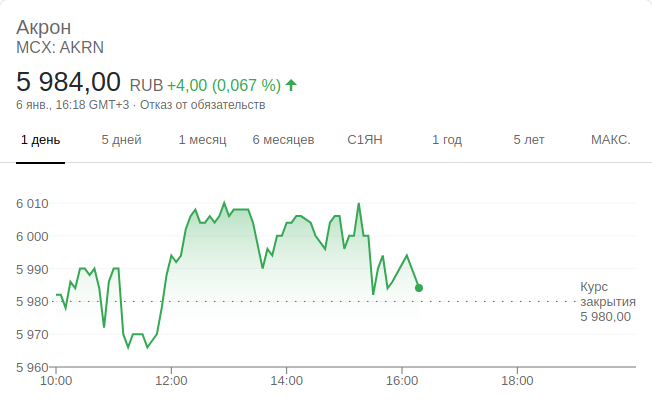 Акрон
MCX: AKRN
5 984,00 RUB +4,00 (0,067 %)
6 янв., 16:18 GMT+3 · Отказ от обязательств
1 день 5 дней 1 месяц 6 месяцев С1ЯН 1 год 5 лет МАКС.
6 010
6 000
5 990
Курс
5 980 закрытия
5 980,00
5 970
5 960
10:00 12:00 14:00 16:00 18:00